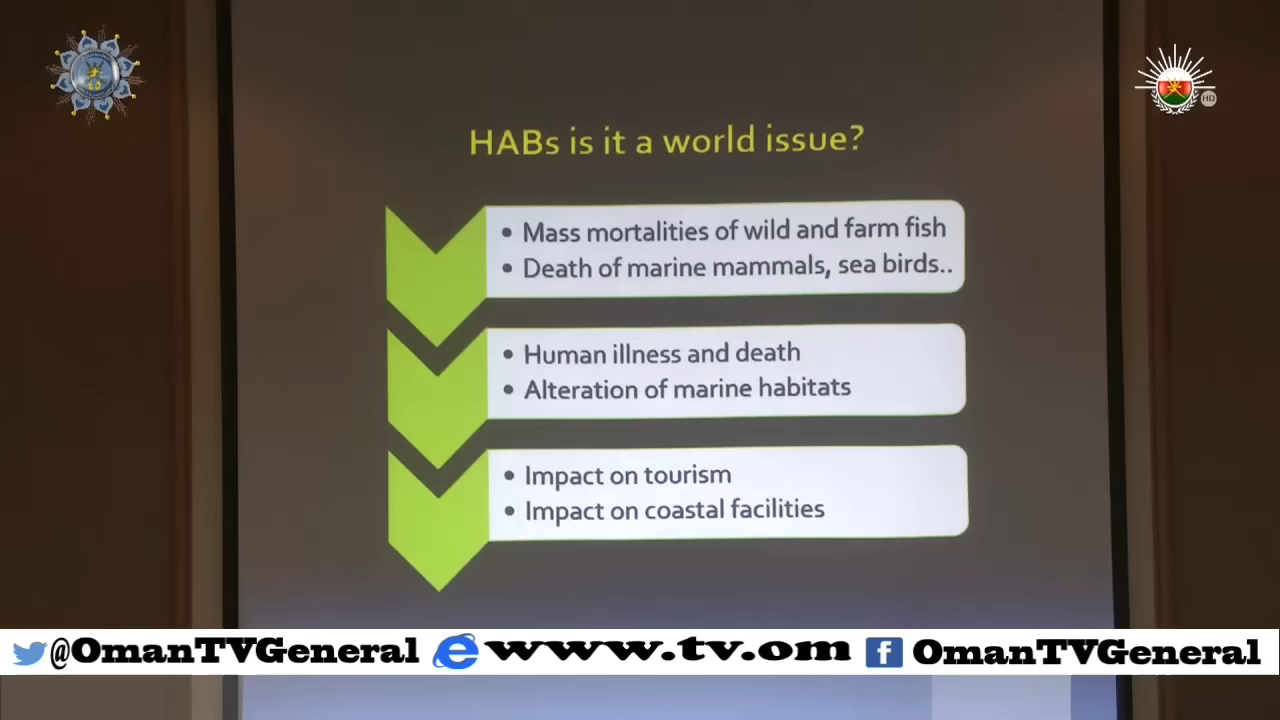 HABs is it a world issue?
• Mass mortalities of wild and farm fish
• Death of marine mammals, sea birds..
• Human illness and death
• Alteration of marine habitats
• Impact on tourism
• Impact on coastal facilities
@OmanTVGeneral www.tv.om OmanTVGeneral
HD